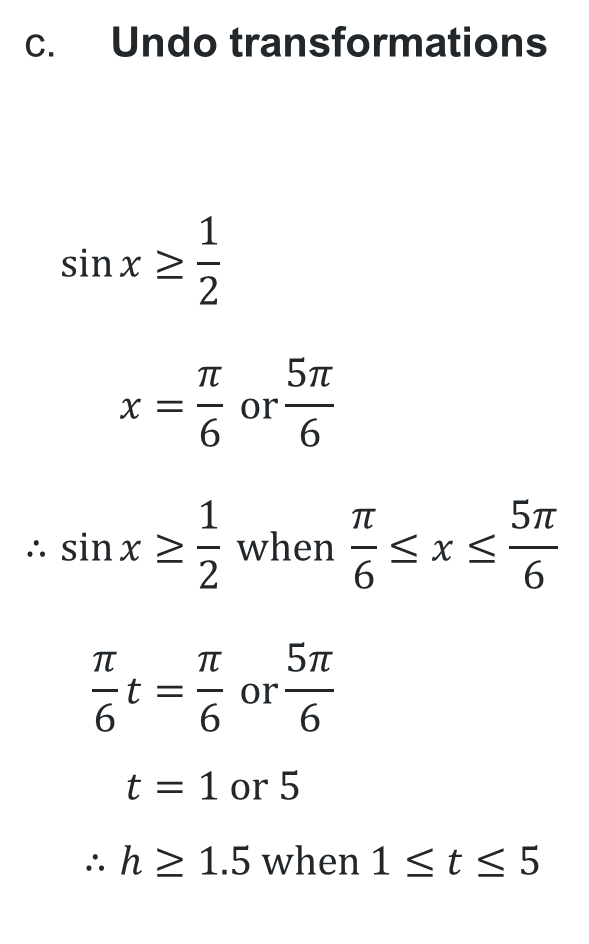 c. Undo transformations
sin x ≥ 1/2
x = π/6 or 5π/6
∴ sin x ≥ 1/2 when π/6 ≤ x ≤ 5π/6
π/6 t = π/6 or 5π/6
t = 1 or 5
∴ h ≥ 1.5 when 1 ≤ t ≤ 5